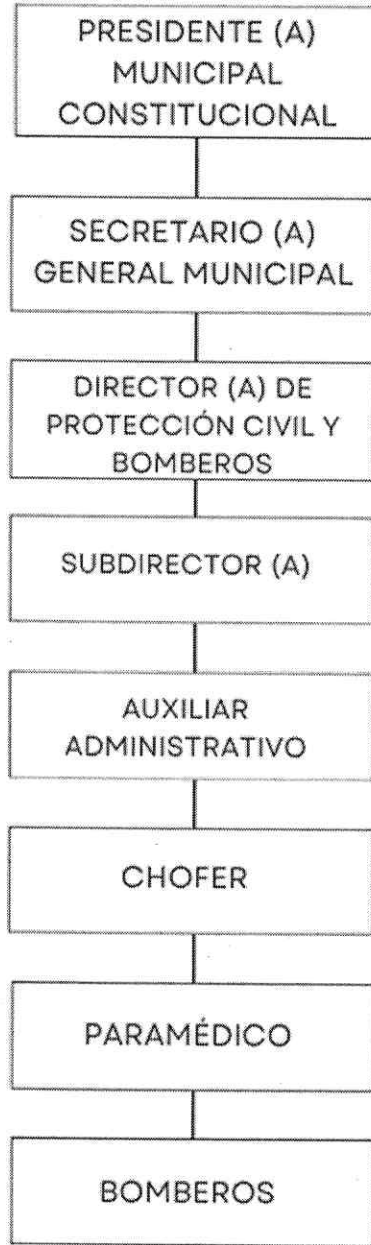 PRESIDENTE (A)
MUNICIPAL
CONSTITUCIONAL
SECRETARIO (A)
GENERAL MUNICIPAL
DIRECTOR (A) DE
PROTECCIÓN CIVIL Y
BOMBEROS
SUBDIRECTOR (A)
AUXILIAR
ADMINISTRATIVO
CHOFER
PARAMÉDICO
BOMBEROS